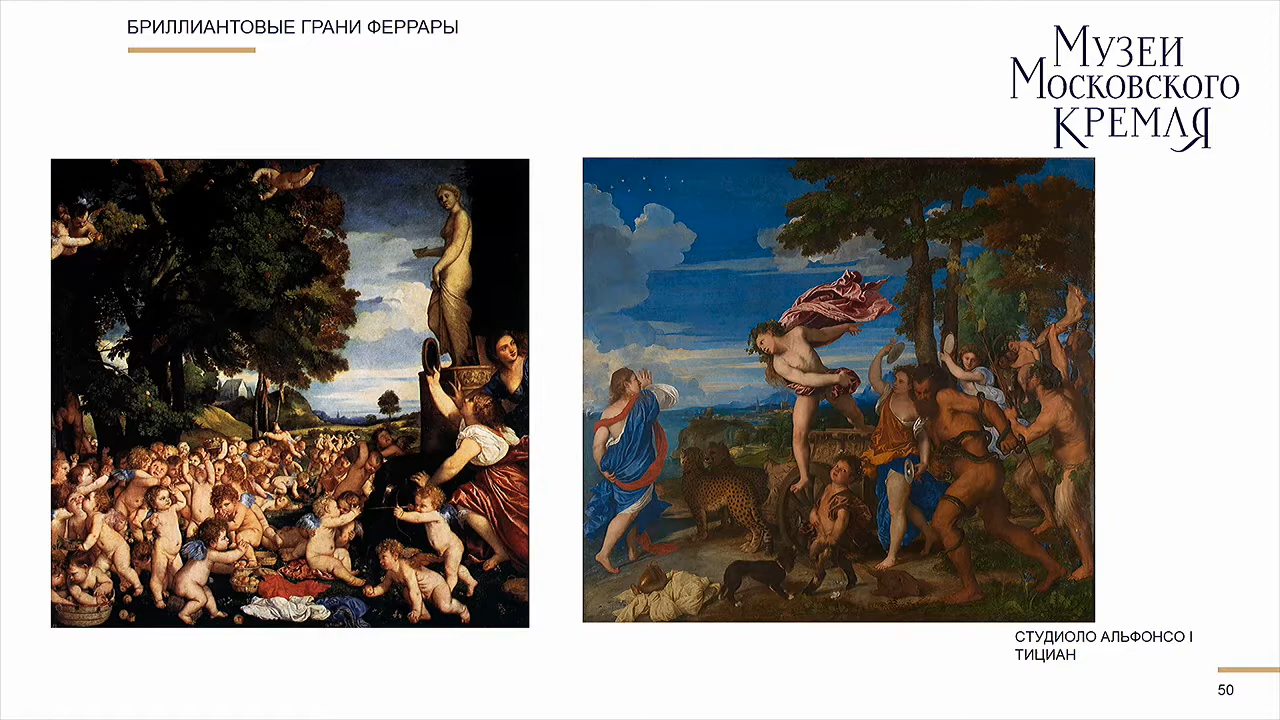 БРИЛЛИАНТОВЫЕ ГРАНИ ФЕРРАРЫ
МУЗЕИ
МОСКОВСКОГО
КРЕМЛЯ
СТУДИОЛО АЛЬФОНСО I
ТИЦИАН
50